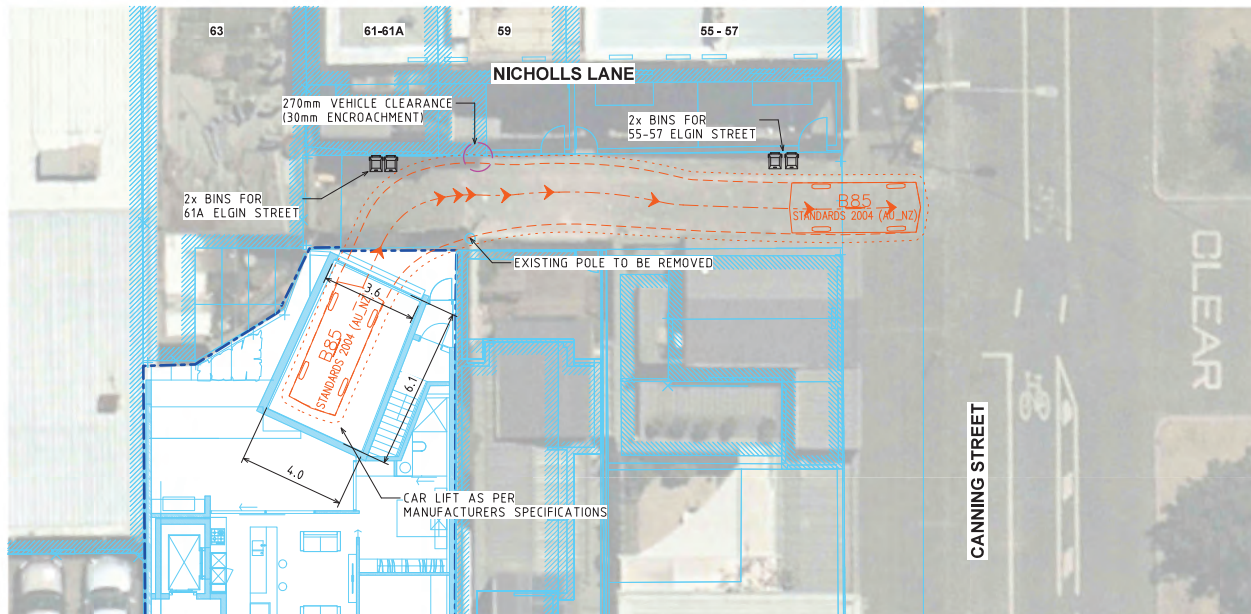 63
61-61A
59
55 - 57
NICHOLLS LANE
270mm VEHICLE CLEARANCE
(30mm ENCROACHMENT)
2x BINS FOR
55-57 ELGIN STREET
2x BINS FOR
61A ELGIN STREET
B85
STANDARDS 2004 (AU_NZ)
EXISTING POLE TO BE REMOVED
3.6
B85
STANDARDS 2004 (AU_NZ)
6.1
4.0
CAR LIFT AS PER
MANUFACTURERS SPECIFICATIONS
CANNING STREET
CLEAR